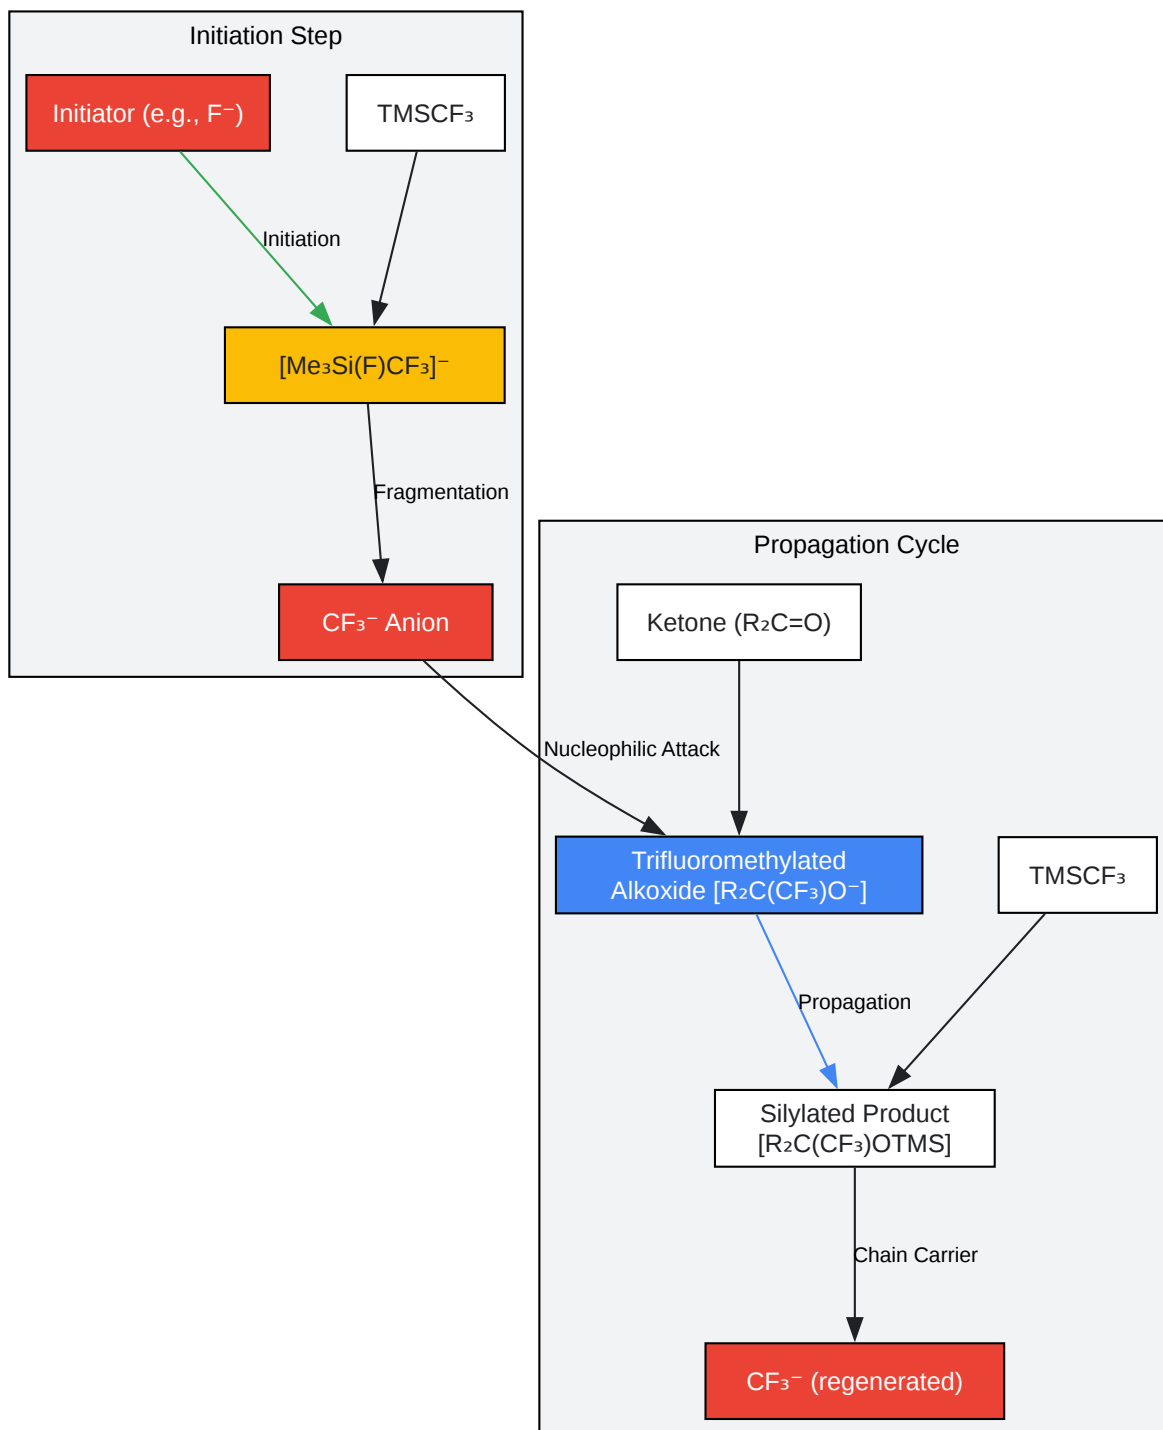 Initiation Step
Initiator (e.g., F⁻)
TMSCF₃
Initiation
[Me₃Si(F)CF₃]⁻
Fragmentation
CF₃⁻ Anion
Propagation Cycle
Ketone (R₂C=O)
Nucleophilic Attack
Trifluoromethylated
Alkoxide [R₂C(CF₃)O⁻]
TMSCF₃
Propagation
Silylated Product
[R₂C(CF₃)OTMS]
Chain Carrier
CF₃⁻ (regenerated)